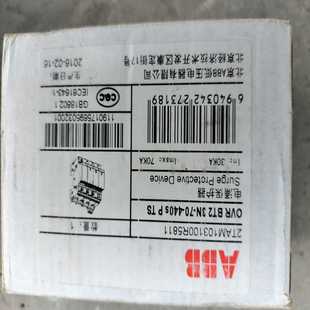 ABB
2TAM103100R5811
OVR BT2 3N-70-440s P TS
电涌保护器
Surge Protective Device
In: 30KA Imax: 70KA
数量: 1
6 940342 273189
GB18802.1
IEC61643-1
CQC
生产日期:
2016-02-16
北京ABB低压电器有限公司
北京经济技术开发区康定街17号